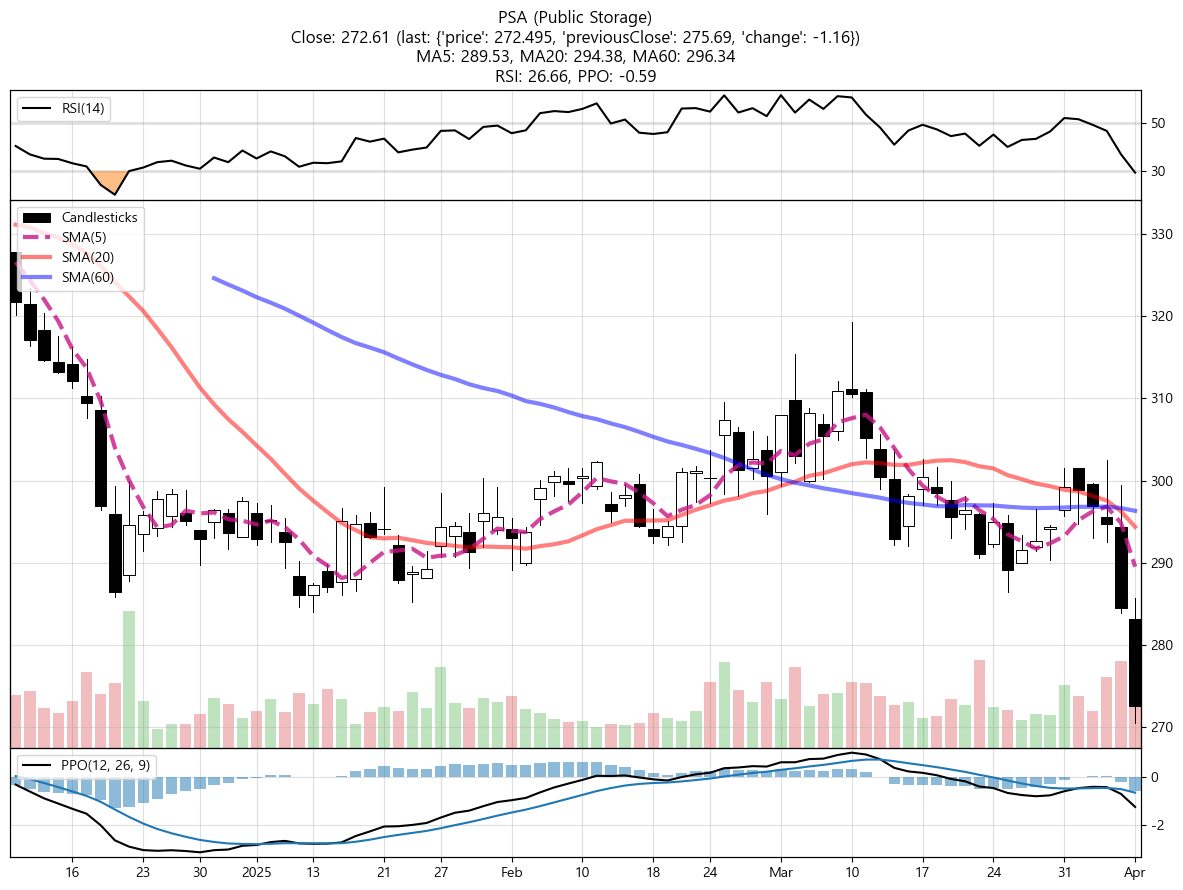 PSA (Public Storage)
Close: 272.61 (last: {'price': 272.495, 'previousClose': 275.69, 'change': -1.16})
MA5: 289.53, MA20: 294.38, MA60: 296.34
RSI: 26.66, PPO: -0.59
RSI(14)
50
30
Candlesticks
SMA(5)
SMA(20)
SMA(60)
330
320
310
300
290
280
270
PPO(12, 26, 9)
0
-2
16 23 30 2025 13 21 27 Feb 10 18 24 Mar 10 17 24 31 Apr